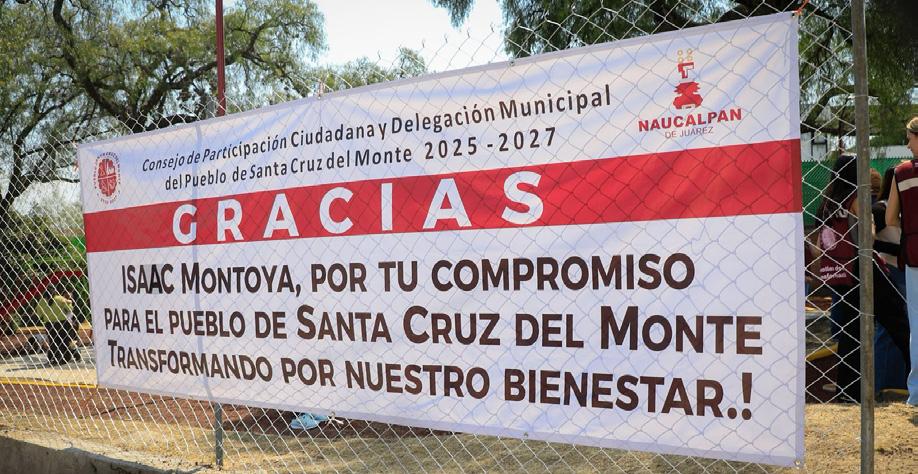 Consejo de Participación Ciudadana y Delegación Municipal
del Pueblo de Santa Cruz del Monte 2025 - 2027
NAUCALPAN
DE JUÁREZ
GRACIAS
ISAAC MONTOYA, POR TU COMPROMISO
PARA EL PUEBLO DE SANTA CRUZ DEL MONTE
TRANSFORMANDO POR NUESTRO BIENESTAR.!